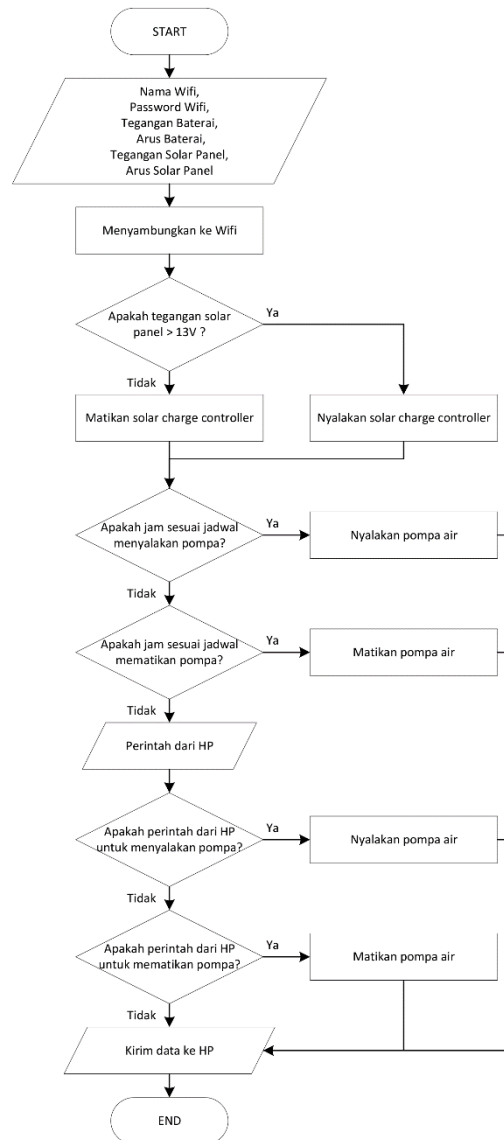 START
Nama Wifi,
Password Wifi,
Tegangan Baterai,
Arus Baterai,
Tegangan Solar Panel,
Arus Solar Panel
Menyambungkan ke Wifi
Apakah tegangan solar
panel > 13V ?
Ya
Tidak
Matikan solar charge controller
Nyalakan solar charge controller
Apakah jam sesuai jadwal
menyalakan pompa?
Ya
Nyalakan pompa air
Tidak
Apakah jam sesuai jadwal
mematikan pompa?
Ya
Matikan pompa air
Tidak
Perintah dari HP
Apakah perintah dari HP
untuk menyalakan pompa?
Ya
Nyalakan pompa air
Tidak
Apakah perintah dari HP
untuk mematikan pompa?
Ya
Matikan pompa air
Tidak
Kirim data ke HP
END